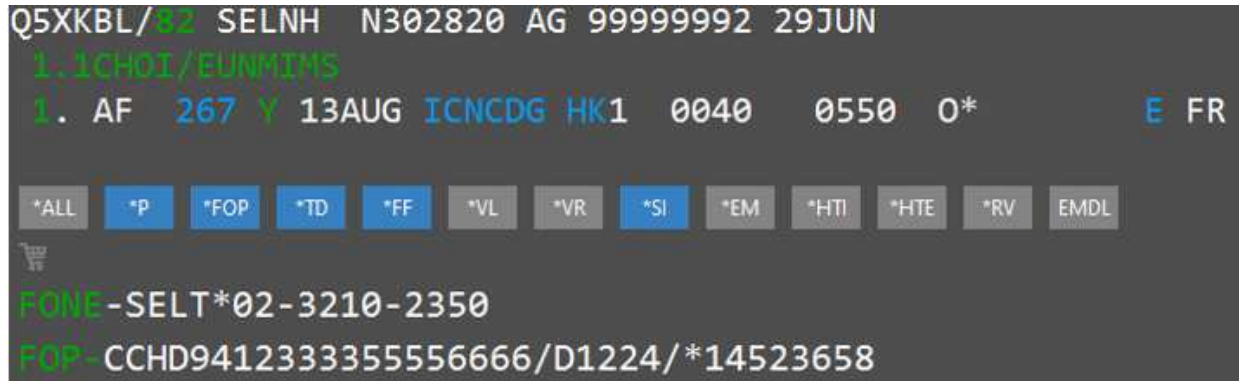 Q5XKBL/82 SELNH N302820 AG 99999992 29JUN
1.1CHOI/EUNMIMS
1. AF 267 Y 13AUG ICNCDG HK1 0040 0550 O* E FR
*ALL *P *FOP *TD *FF *VL *VR *SI *EM *HTI *HTE *RV EMDL
FONE-SELT*02-3210-2350
FOP-CCHD9412333355556666/D1224/*14523658